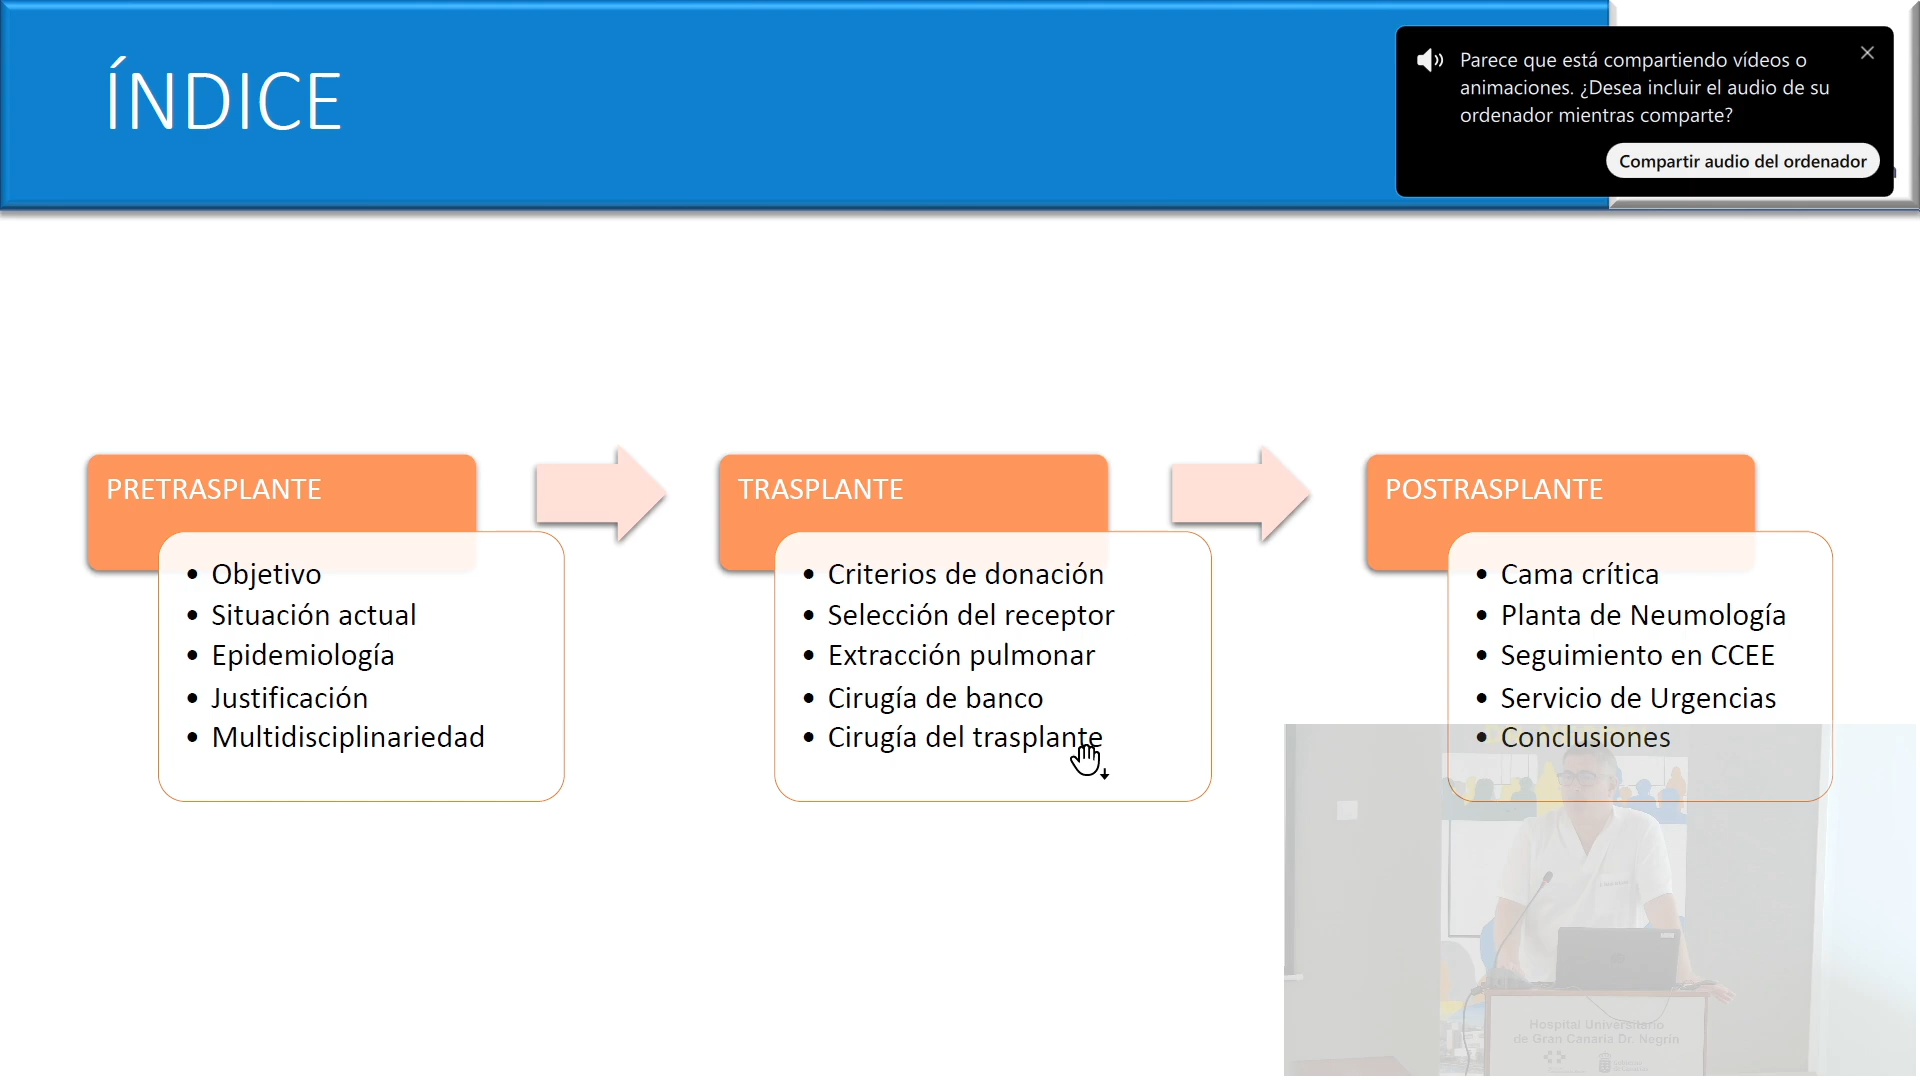 ÍNDICE
Parece que está compartiendo vídeos o
animaciones. ¿Desea incluir el audio de su
ordenador mientras comparte?
Compartir audio del ordenador
PRETRASPLANTE
• Objetivo
• Situación actual
• Epidemiología
• Justificación
• Multidisciplinariedad
TRASPLANTE
• Criterios de donación
• Selección del receptor
• Extracción pulmonar
• Cirugía de banco
• Cirugía del trasplante
POSTRASPLANTE
• Cama crítica
• Planta de Neumología
• Seguimiento en CCEE
• Servicio de Urgencias
• Conclusiones
Hospital Universitario
de Gran Canaria Dr. Negrín